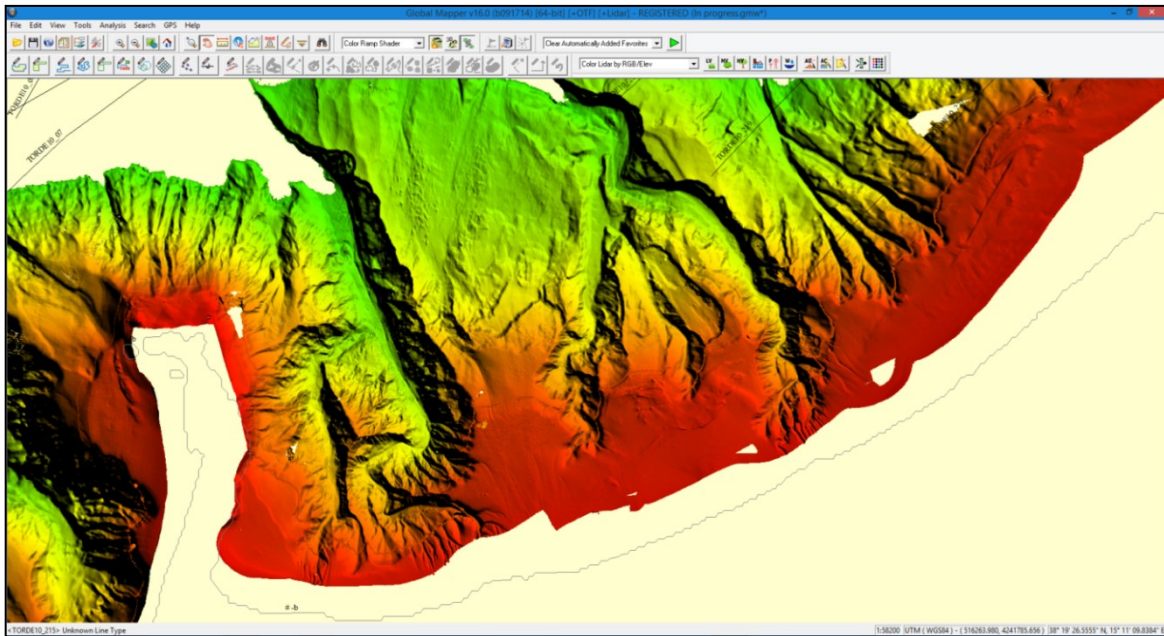 Global Mapper v16.0 (b091714) [64-bit] [+OTF] [+Lidar] - REGISTERED (In progress.gmw*)
File Edit View Tools Analysis Search GPS Help
Color Ramp Shader
Clear Automatically Added Favorites
Color Lidar by RGB/Elev
TORDE10_07
# -b
<TORDE10_215> Unknown Line Type
1:58200 UTM (WGS84) - ( 516263.980, 4241785.656 ) 38° 19' 26.5555" N, 15° 11' 09.8384" E